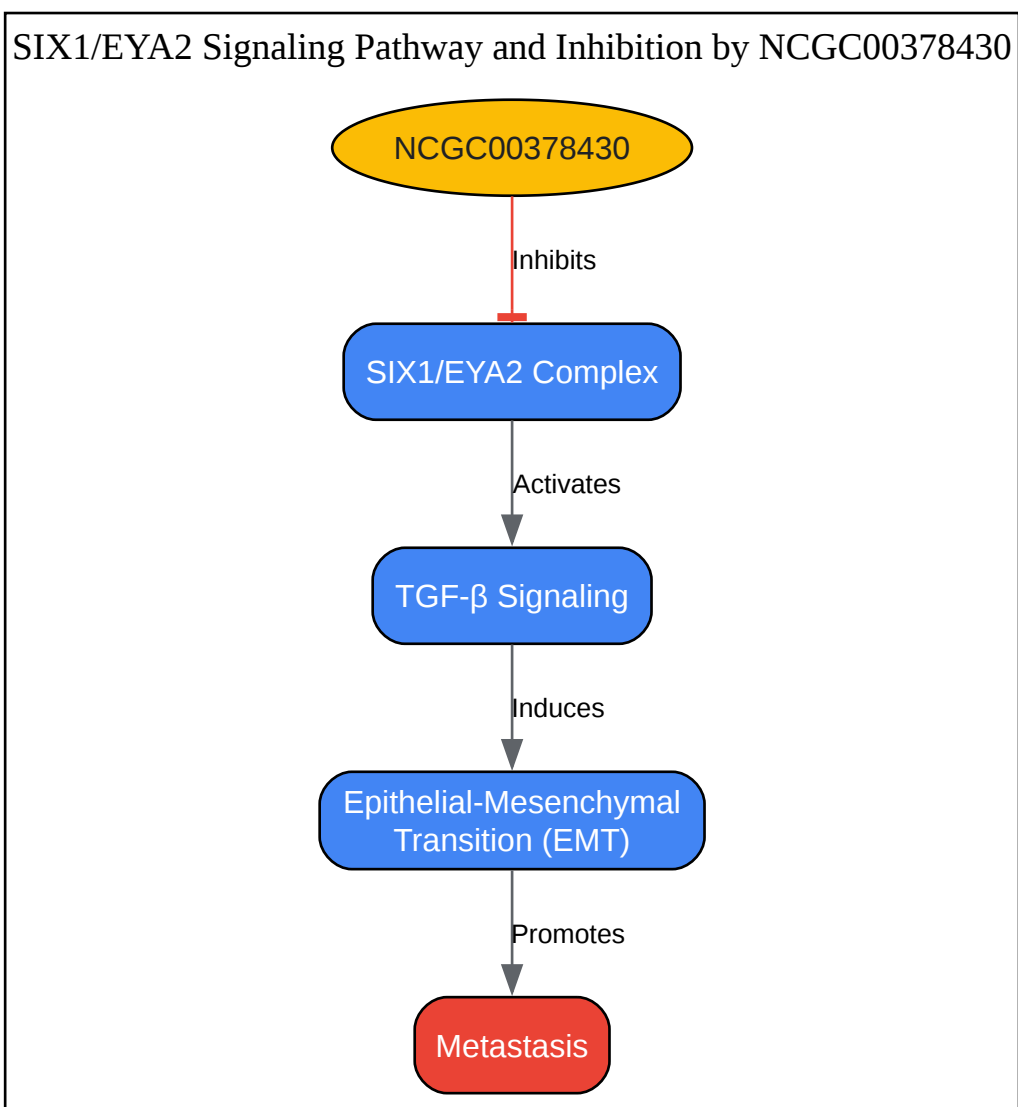 SIX1/EYA2 Signaling Pathway and Inhibition by NCGC00378430
NCGC00378430
Inhibits
SIX1/EYA2 Complex
Activates
TGF-β Signaling
Induces
Epithelial-Mesenchymal
Transition (EMT)
Promotes
Metastasis